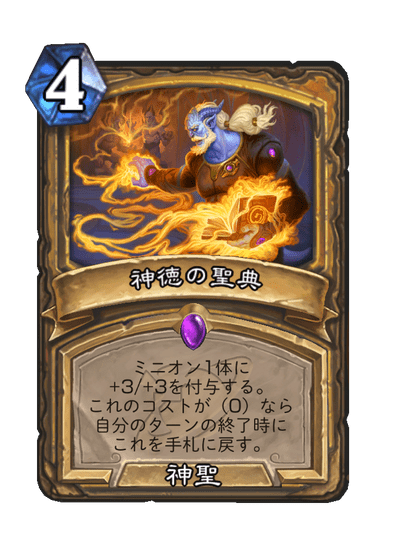 4
神徳の聖典
ミニオン1体に
+3/+3を付与する。
これのコストが（0）なら
自分のターンの終了時に
これを手札に戻す。
神聖